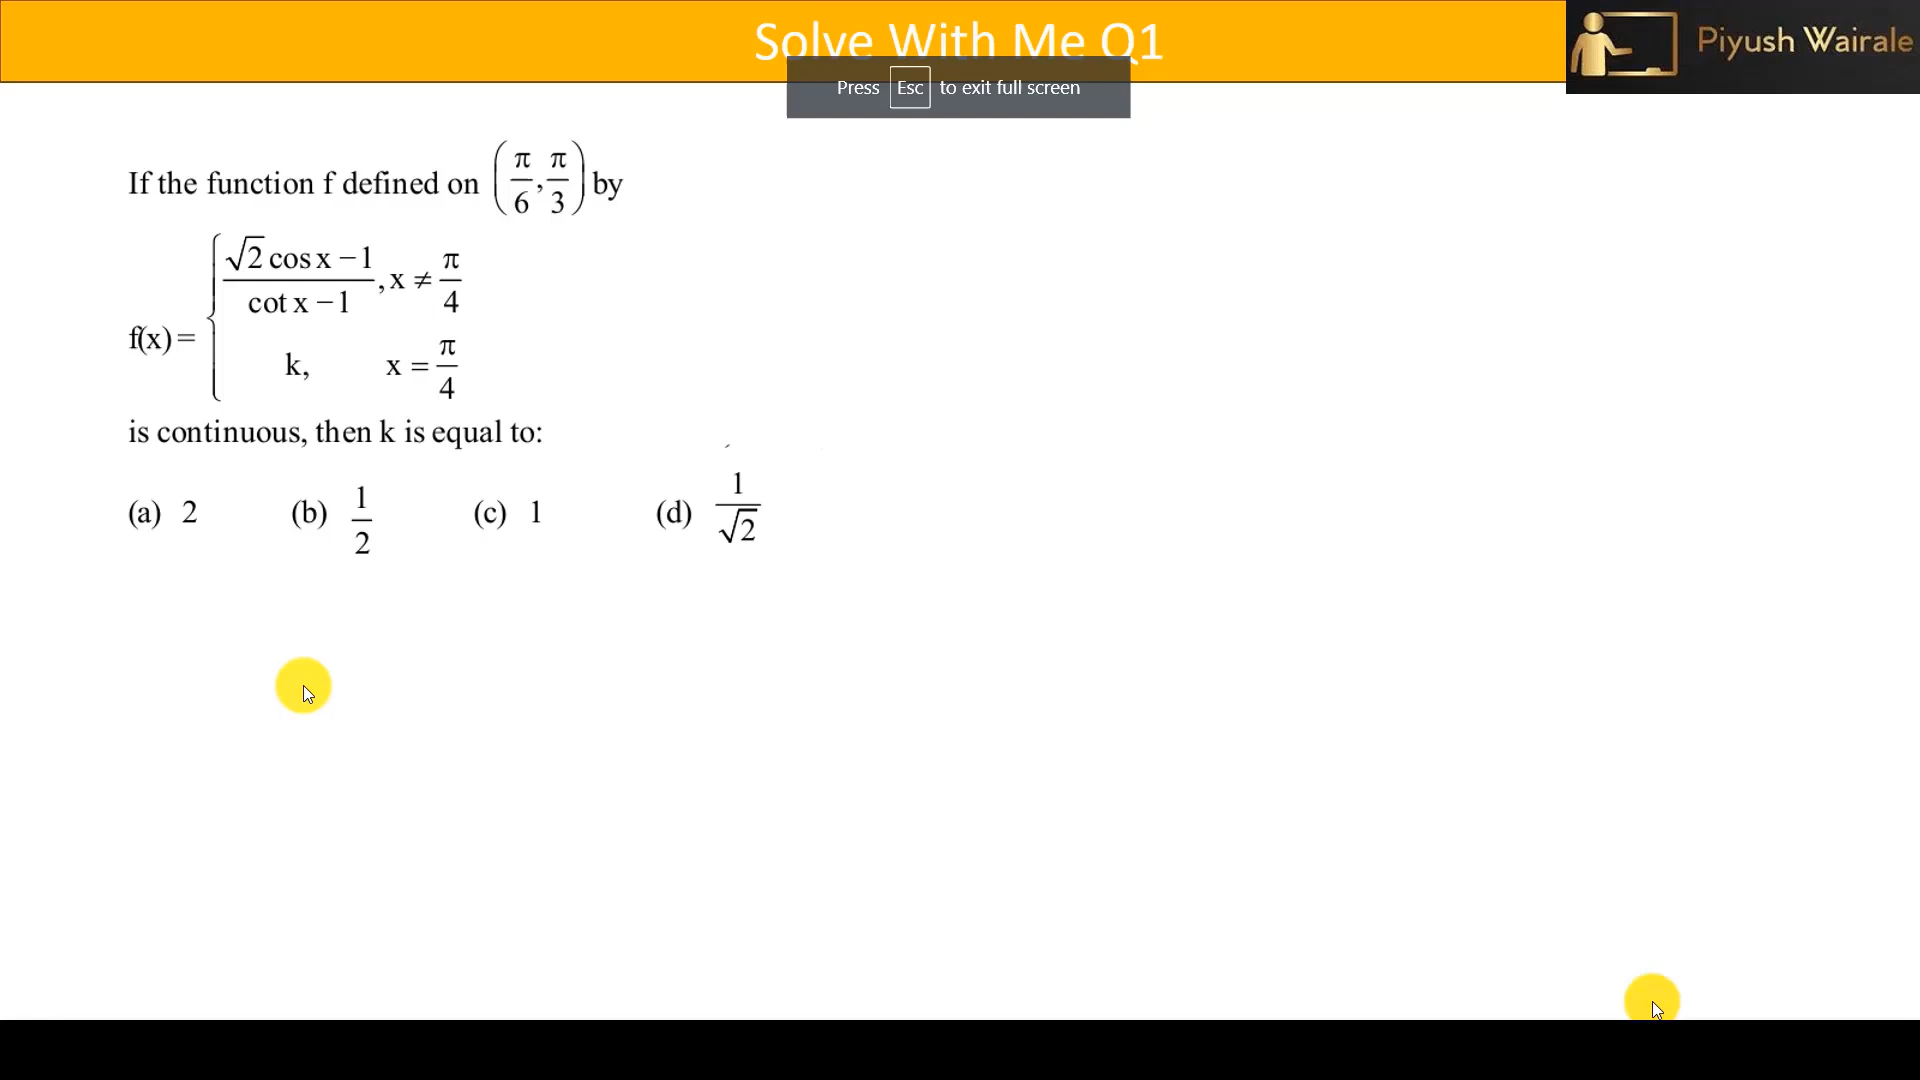 Solve With Me Q1
Piyush Wairale
Press Esc to exit full screen
If the function f defined on (π/6, π/3) by
f(x) = { (√2 cos x − 1)/(cot x − 1), x ≠ π/4
k, x = π/4
is continuous, then k is equal to:
(a) 2 (b) 1/2 (c) 1 (d) 1/√2